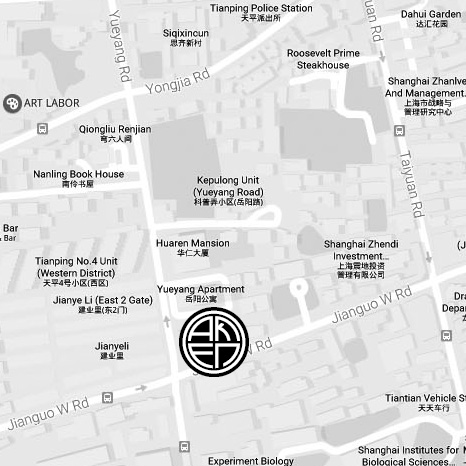 Tianping Police Station
天平派出所
Dahui Garden
达汇花园
Yueyang Rd
Siqixincun
思齐新村
Roosevelt Prime
Steakhouse
Yongjia Rd
Shanghai Zhanlve
And Management...
上海市战略与
管理研究中心
ART LABOR
Qiongliu Renjian
穹六人间
Taiyuan Rd
Nanling Book House
南伶书屋
Kepulong Unit
(Yueyang Road)
科普弄小区(岳阳路)
Bar
& Bar
Huaren Mansion
华仁大厦
Shanghai Zhendi
Investment...
上海震地投资
管理有限公司
Tianping No.4 Unit
(Western District)
天平4号小区(西区)
Yueyang Apartment
岳阳公寓
Jianye Li (East 2 Gate)
建业里(东2门)
Jianguo W Rd
Jianyeli
建业里
Jianguo W Rd
Tiantian Vehicle S
天天车行
Shanghai Institutes for
Biological Sciences...
Experiment Biology